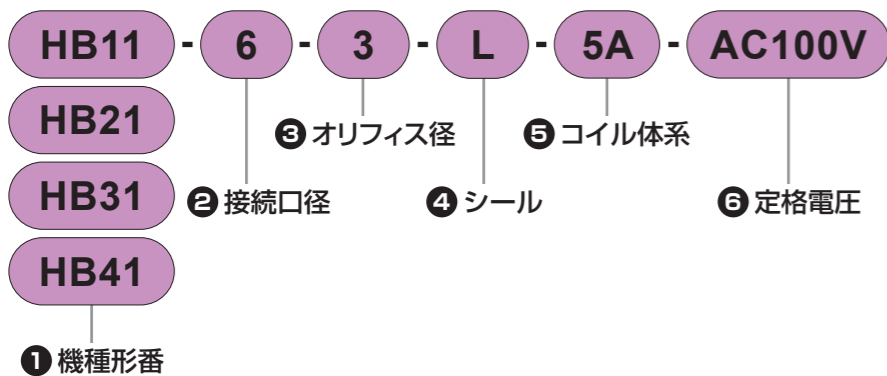 HB11 - 6 - 3 - L - 5A - AC100V
HB21
❸ オリフィス径 ❺ コイル体系
HB31
❷ 接続口径 ❹ シール ❻ 定格電圧
HB41
❶ 機種形番